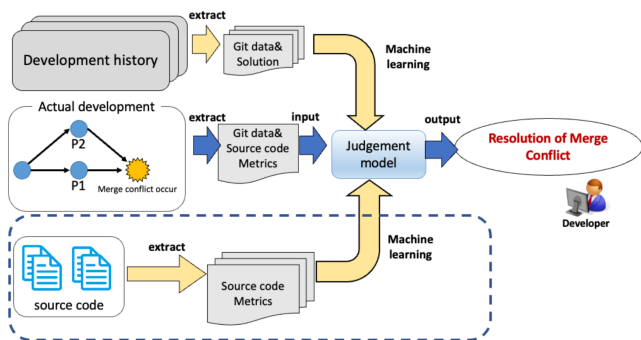 extract
Development history
Git data&
Solution
Machine
learning
Actual development
P2
P1
Merge conflict occur
extract
Git data&
Source code
Metrics
input
Judgement
model
output
Resolution of Merge
Conflict
Developer
source code
extract
Source code
Metrics
Machine
learning